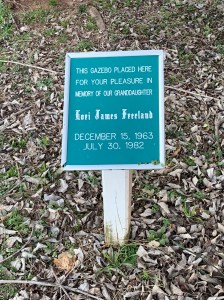 THIS GAZEBO PLACED HERE
FOR YOUR PLEASURE IN
MEMORY OF OUR GRANDDAUGHTER
Kori James Freeland
DECEMBER 15, 1963
JULY 30, 1982